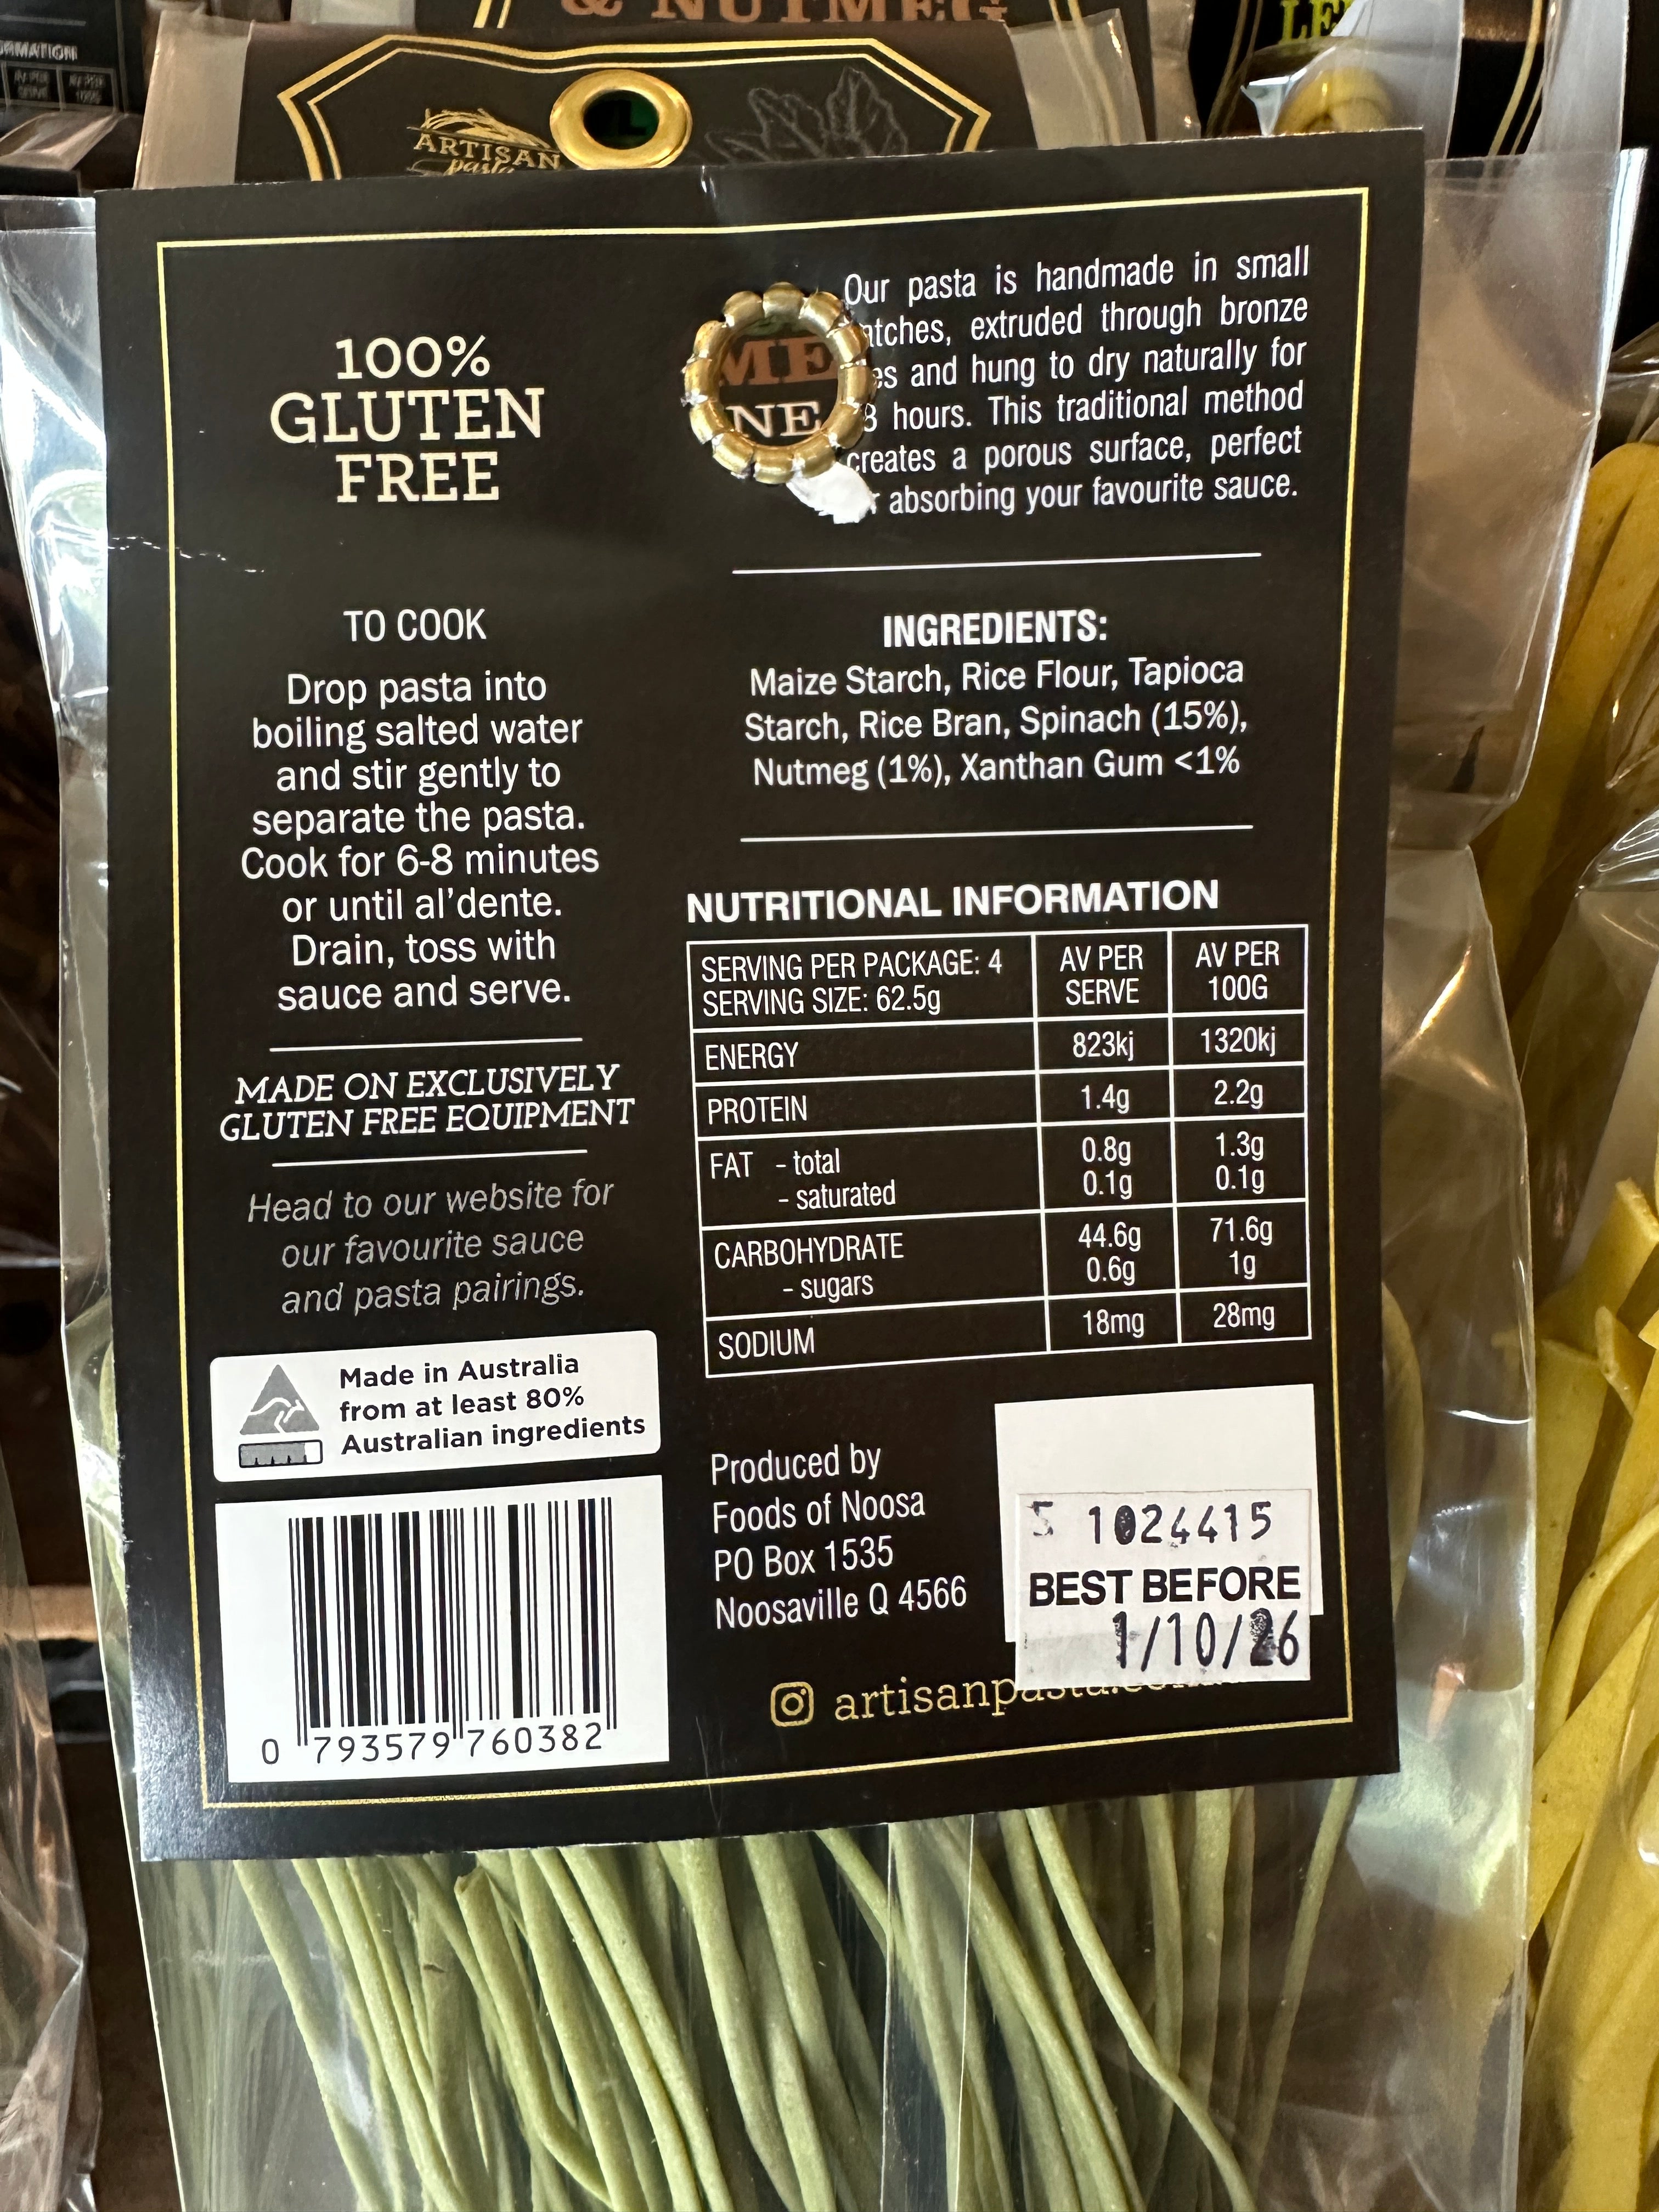 & NUTMEG
ARTISAN
pasta
100%
GLUTEN
FREE
TO COOK
Drop pasta into
boiling salted water
and stir gently to
separate the pasta.
Cook for 6-8 minutes
or until al'dente.
Drain, toss with
sauce and serve.
MADE ON EXCLUSIVELY
GLUTEN FREE EQUIPMENT
Head to our website for
our favourite sauce
and pasta pairings.
Made in Australia
from at least 80%
Australian ingredients
0 793579 760382
ME
NE
Our pasta is handmade in small
atches, extruded through bronze
es and hung to dry naturally for
8 hours. This traditional method
creates a porous surface, perfect
r absorbing your favourite sauce.
INGREDIENTS:
Maize Starch, Rice Flour, Tapioca
Starch, Rice Bran, Spinach (15%),
Nutmeg (1%), Xanthan Gum <1%
NUTRITIONAL INFORMATION
SERVING PER PACKAGE: 4
SERVING SIZE: 62.5g
AV PER
SERVE
AV PER
100G
ENERGY 823kj 1320kj
PROTEIN 1.4g 2.2g
FAT - total 0.8g 1.3g
- saturated 0.1g 0.1g
CARBOHYDRATE 44.6g 71.6g
- sugars 0.6g 1g
SODIUM 18mg 28mg
Produced by
Foods of Noosa
PO Box 1535
Noosaville Q 4566
1024415
BEST BEFORE
1/10/26